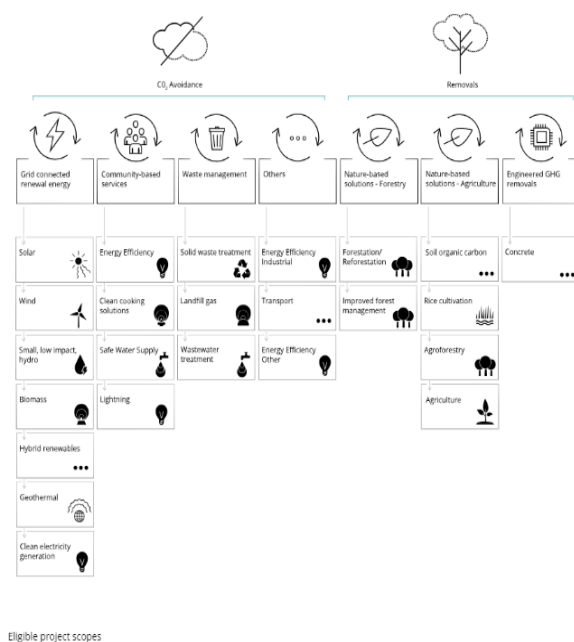 C0₂ Avoidance
Removals
Grid connected
renewal energy
Community-based
services
Waste management
Others
Nature-based
solutions - Forestry
Nature-based
solutions - Agriculture
Engineered GHG
removals
Solar
Wind
Small, low impact,
hydro
Biomass
Hybrid renewables
Geothermal
Clean electricity
generation
Energy Efficiency
Clean cooking
solutions
Safe Water Supply
Lightning
Solid waste treatment
Landfill gas
Wastewater
treatment
Energy Efficiency
Industrial
Transport
Energy Efficiency
Other
Forestation/
Reforestation
Improved forest
management
Soil organic carbon
Rice cultivation
Agroforestry
Agriculture
Concrete
Eligible project scopes